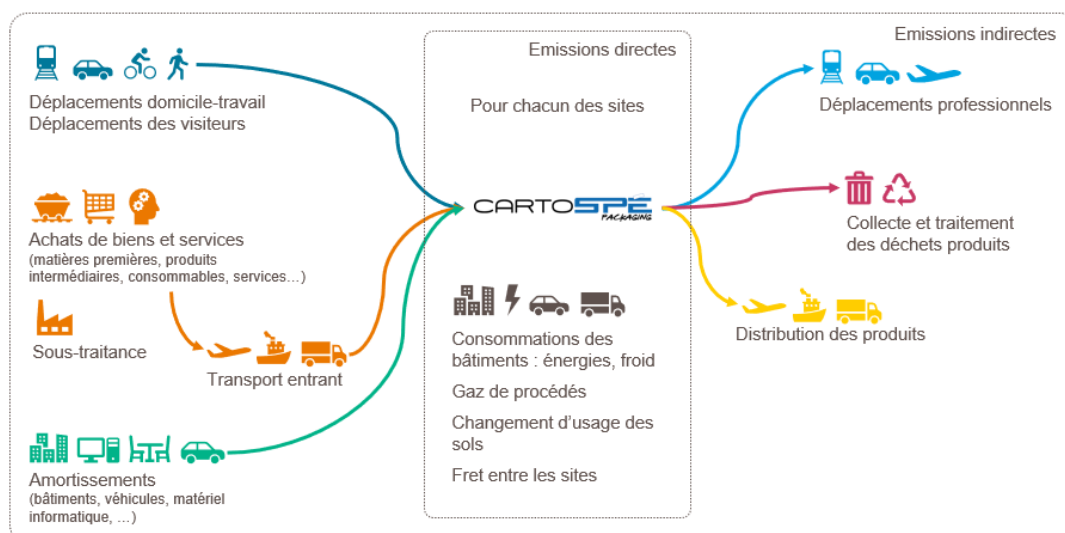 Emissions directes
Emissions indirectes
Pour chacun des sites
Déplacements domicile-travail
Déplacements des visiteurs
Déplacements professionnels
CARTOSPÉ
PACKAGING
Achats de biens et services
(matières premières, produits
intermédiaires, consommables, services...)
Collecte et traitement
des déchets produits
Sous-traitance
Transport entrant
Consommations des
bâtiments : énergies, froid
Gaz de procédés
Changement d’usage des
sols
Fret entre les sites
Distribution des produits
Amortissements
(bâtiments, véhicules, matériel
informatique, ...)